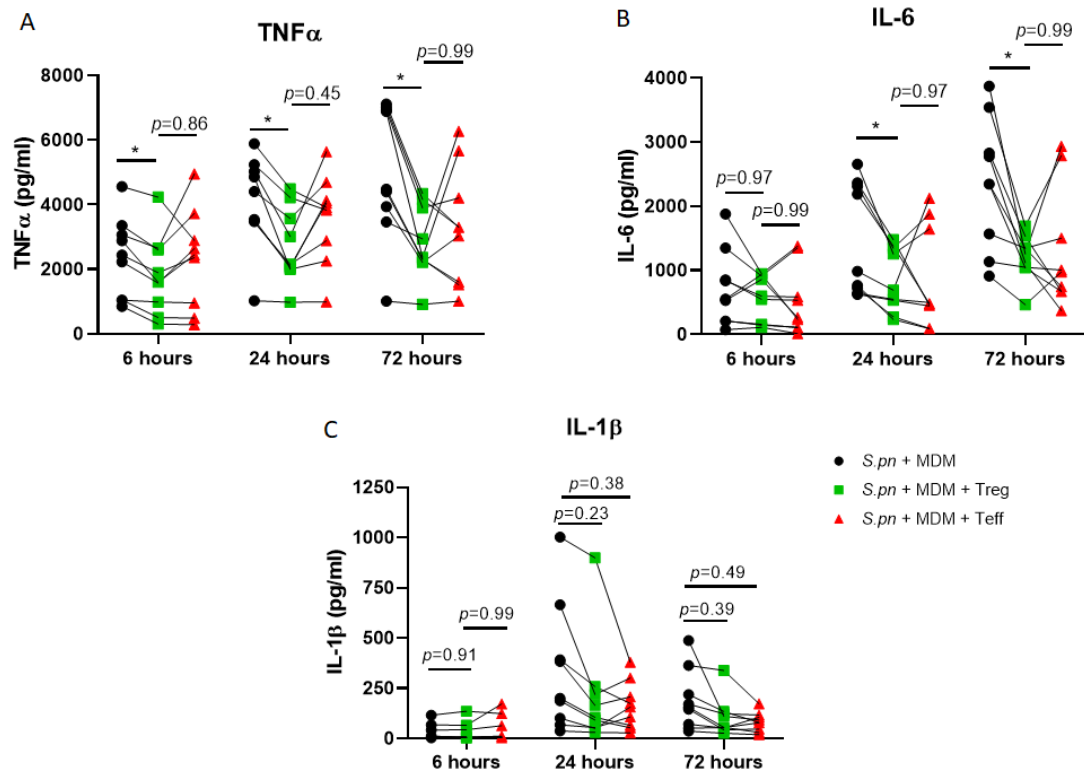 A
TNFα
TNFα (pg/ml)
8000
6000
4000
2000
0
*
p=0.86
*
p=0.45
*
p=0.99
6 hours
24 hours
72 hours
B
IL-6
IL-6 (pg/ml)
4000
3000
2000
1000
0
p=0.97
p=0.99
*
p=0.97
*
p=0.99
6 hours
24 hours
72 hours
C
IL-1β
IL-1β (pg/ml)
1250
1000
750
500
250
0
p=0.91
p=0.99
p=0.38
p=0.23
p=0.49
p=0.39
6 hours
24 hours
72 hours
S.pn + MDM
S.pn + MDM + Treg
S.pn + MDM + Teff